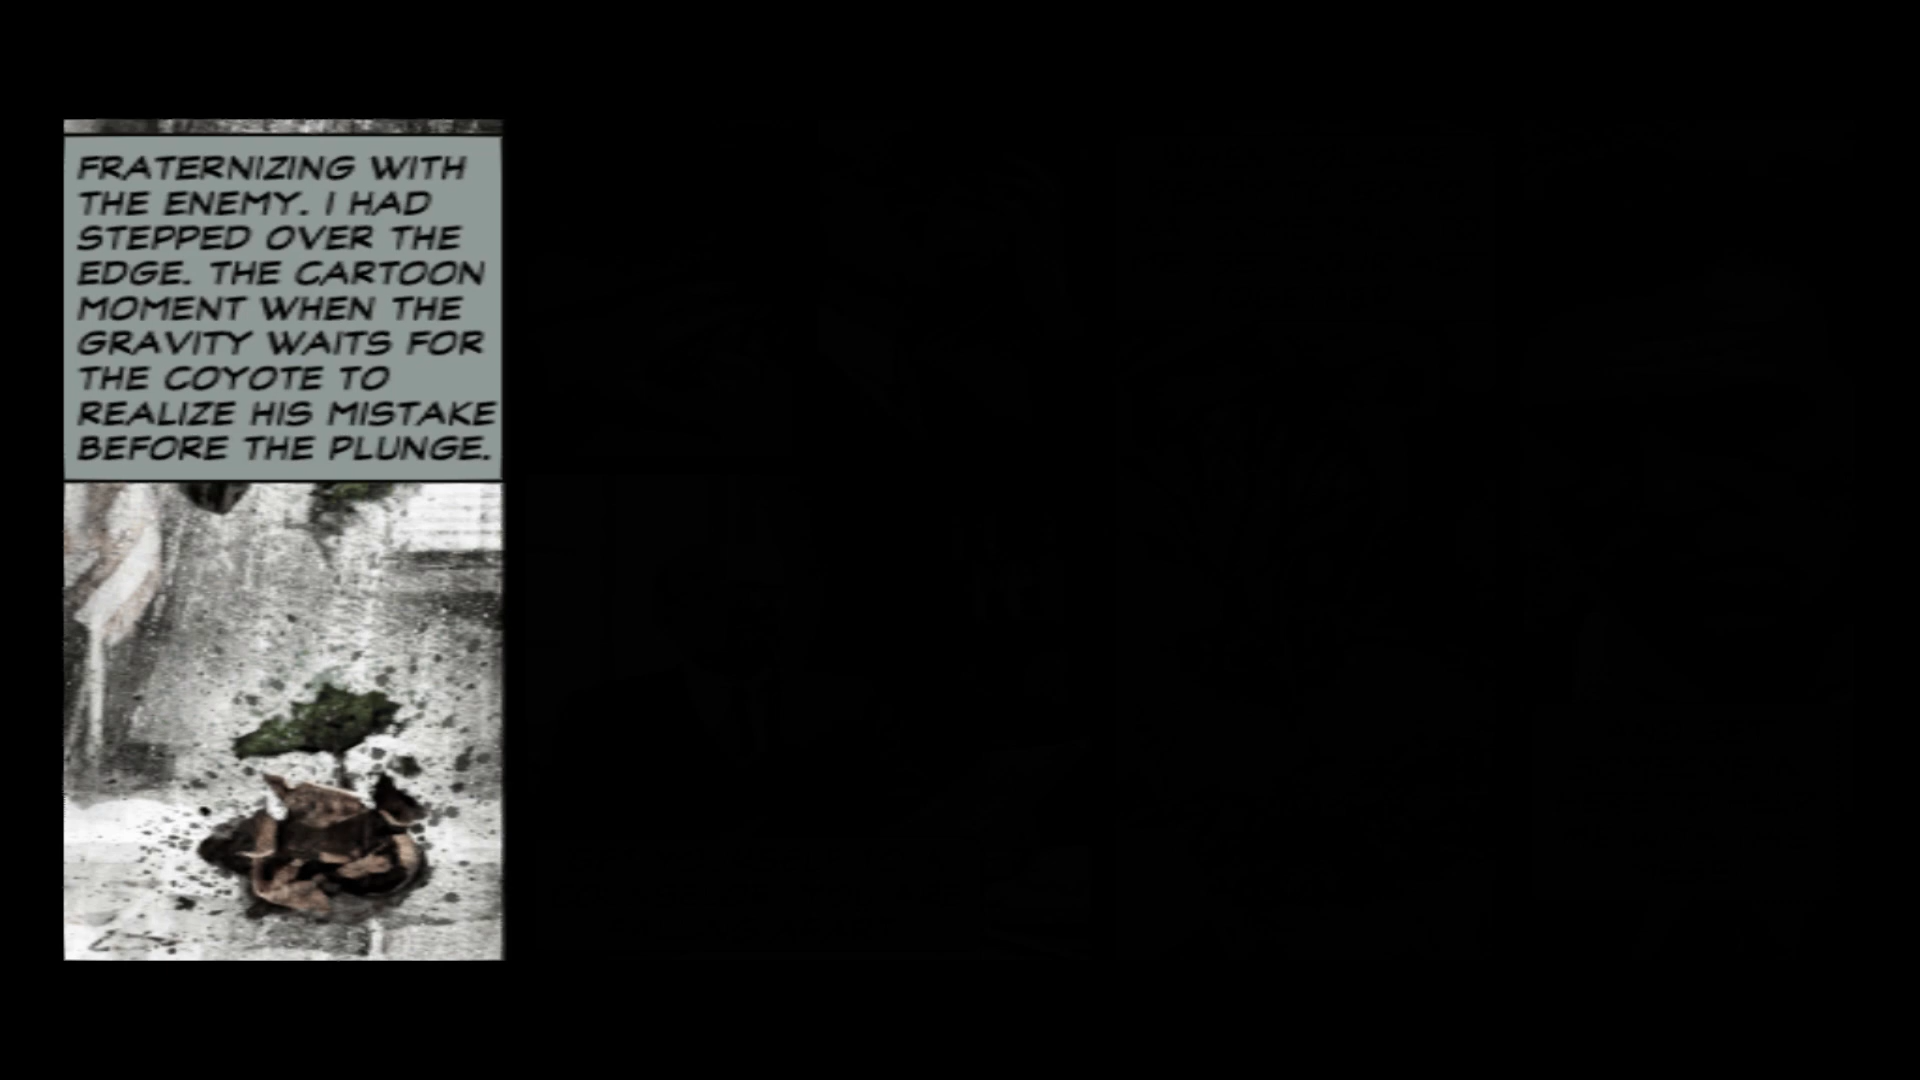 FRATERNIZING WITH
THE ENEMY. I HAD
STEPPED OVER THE
EDGE. THE CARTOON
MOMENT WHEN THE
GRAVITY WAITS FOR
THE COYOTE TO
REALIZE HIS MISTAKE
BEFORE THE PLUNGE.